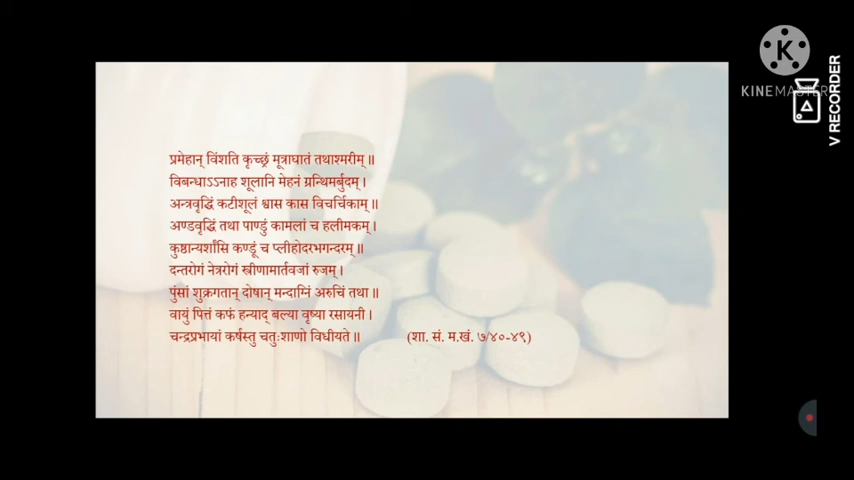 KINEMASTER
V RECORDER
प्रमेहान् विंशति कृच्छ्रं मूत्राघातं तथाश्मरीम् ॥
विबन्धाऽऽनाह शूलानि मेहनं ग्रन्थिमर्बुदम् ।
अन्त्रवृद्धिं कटीशूलं श्वास कास विचर्चिकाम् ॥
अण्डवृद्धिं तथा पाण्डुं कामलां च हलीमकम् ।
कुष्ठान्यर्शांसि कण्डूं च प्लीहोदरभगन्दरम् ॥
दन्तरोगं नेत्ररोगं स्त्रीणामार्तवजां रुजम् ।
पुंसां शुक्रगतान् दोषान् मन्दाग्निं अरुचिं तथा ॥
वायुं पित्तं कफं हन्याद् बल्या वृष्या रसायनी ।
चन्द्रप्रभायां कर्षस्तु चतुःशाणो विधीयते ॥ (शा. सं. म.खं. ७/४०-४९)